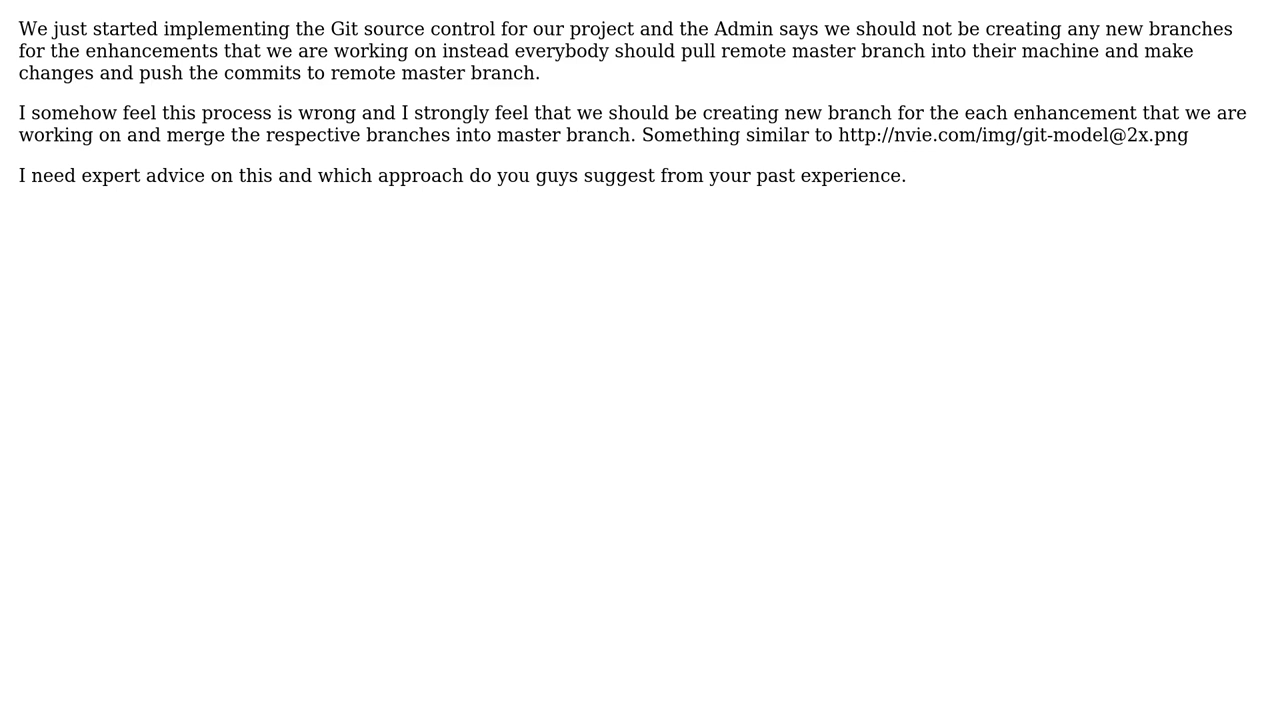 We just started implementing the Git source control for our project and the Admin says we should not be creating any new branches
for the enhancements that we are working on instead everybody should pull remote master branch into their machine and make
changes and push the commits to remote master branch.
I somehow feel this process is wrong and I strongly feel that we should be creating new branch for the each enhancement that we are
working on and merge the respective branches into master branch. Something similar to http://nvie.com/img/git-model@2x.png
I need expert advice on this and which approach do you guys suggest from your past experience.